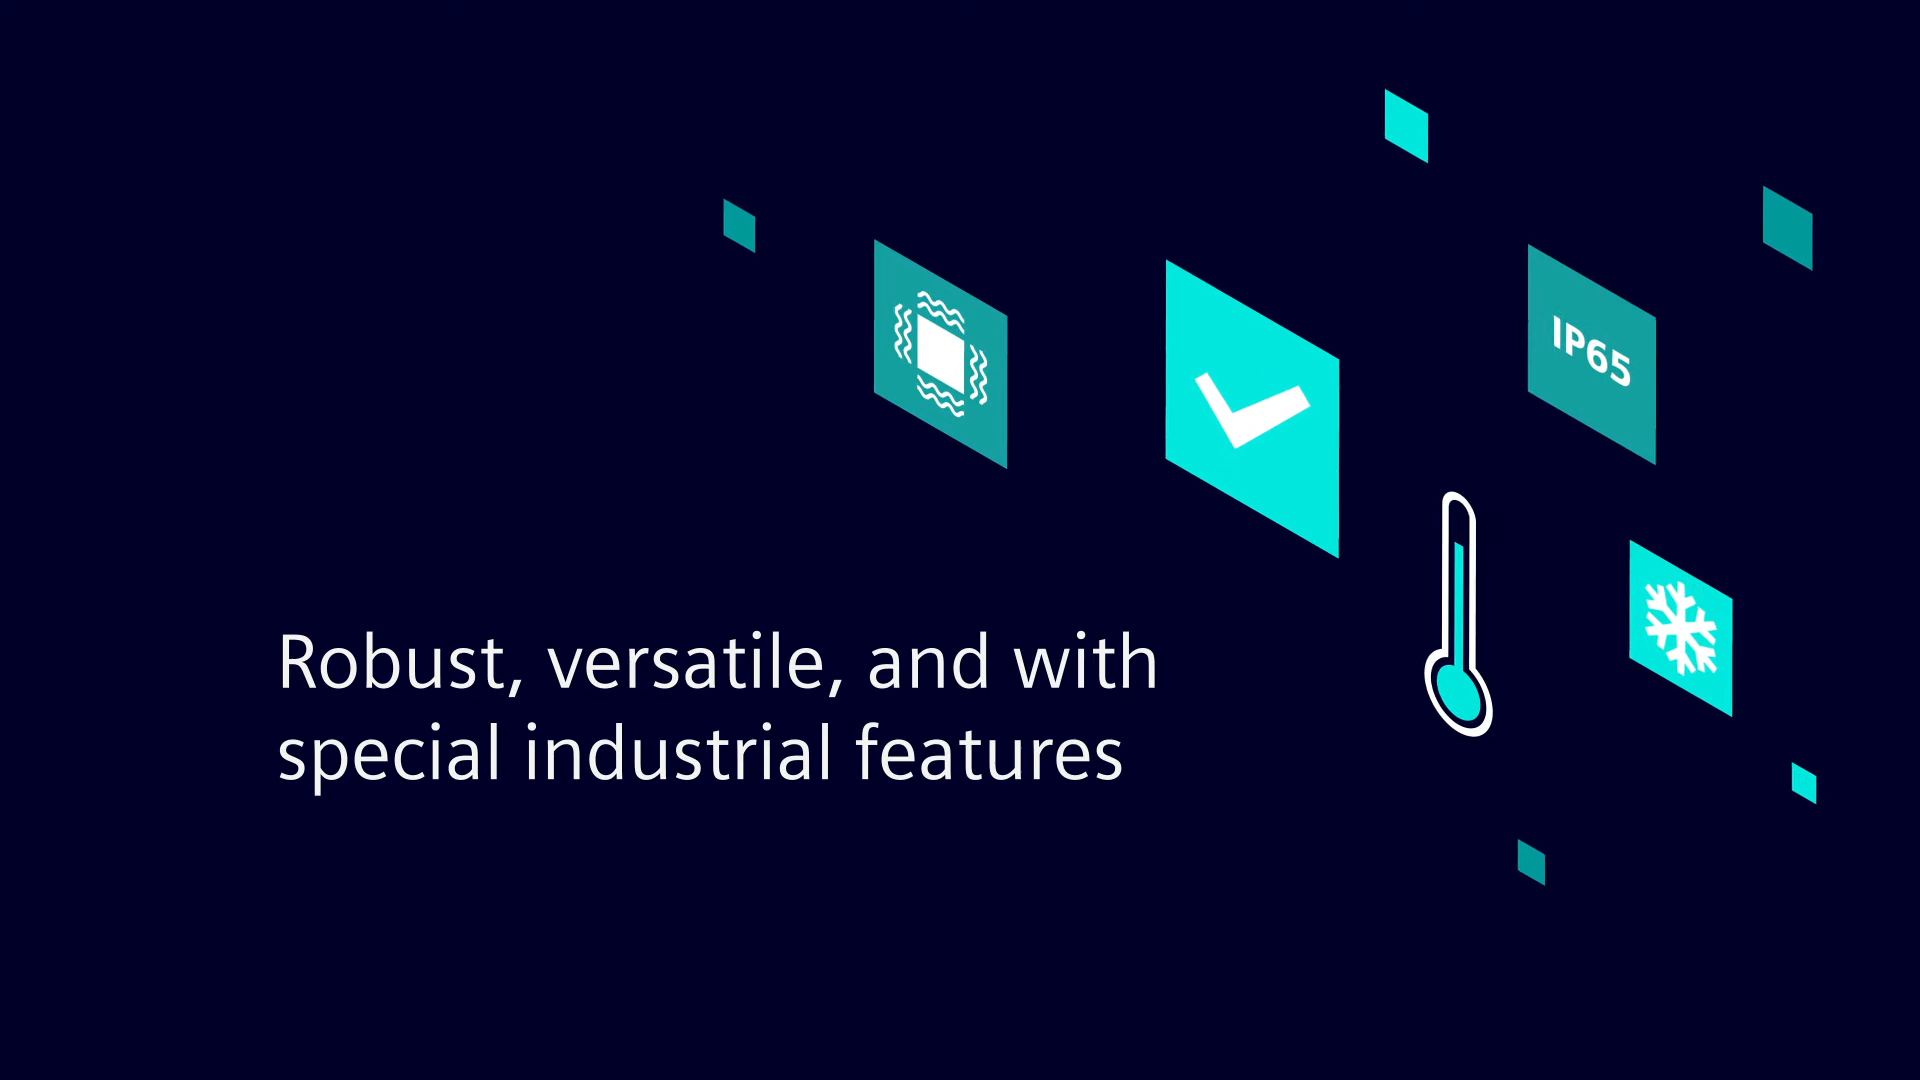 IP65
Robust, versatile, and with
special industrial features